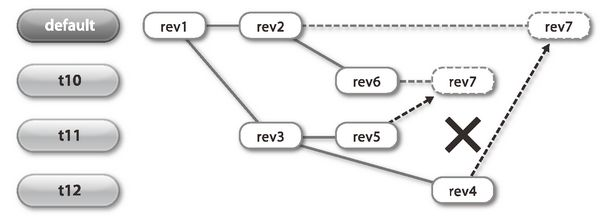 default
rev1
rev2
rev7
t10
rev6
rev7
t11
rev3
rev5
t12
rev4